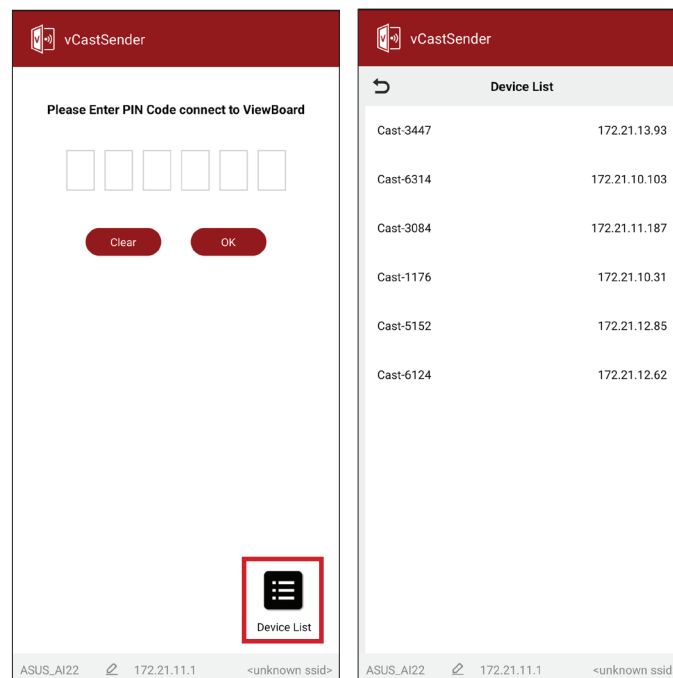 vCastSender
Please Enter PIN Code connect to ViewBoard
Clear OK
Device List
ASUS_AI22 172.21.11.1 <unknown ssid>
vCastSender
Device List
Cast-3447 172.21.13.93
Cast-6314 172.21.10.103
Cast-3084 172.21.11.187
Cast-1176 172.21.10.31
Cast-5152 172.21.12.85
Cast-6124 172.21.12.62
ASUS_AI22 172.21.11.1 <unknown ssid